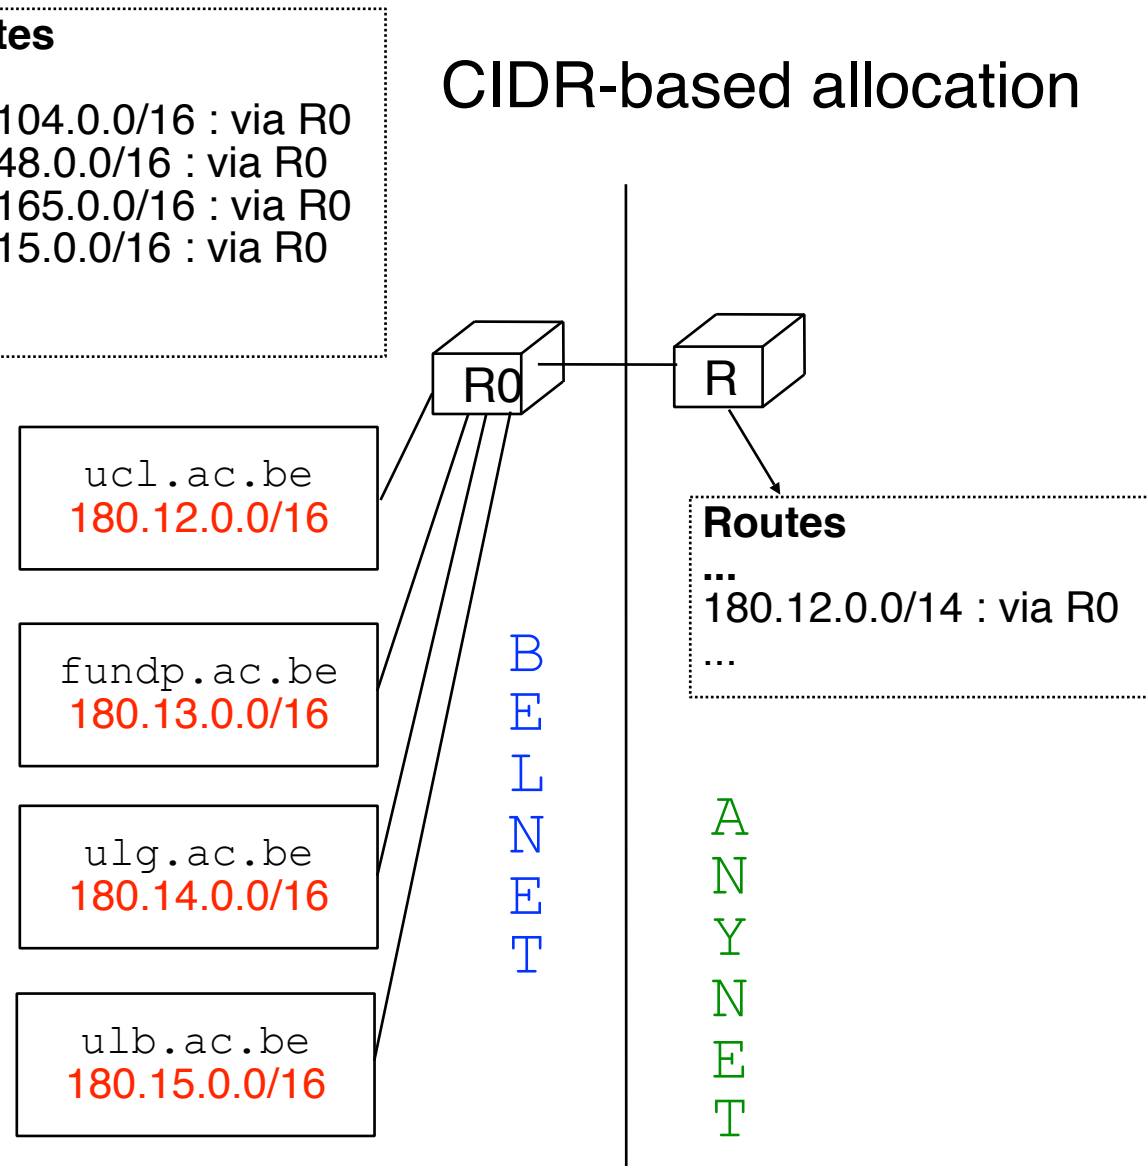 tes
CIDR-based allocation
104.0.0/16 : via R0
48.0.0/16 : via R0
165.0.0/16 : via R0
15.0.0/16 : via R0
R0
R
ucl.ac.be
180.12.0.0/16
Routes
...
180.12.0.0/14 : via R0
...
fundp.ac.be
180.13.0.0/16
ulg.ac.be
180.14.0.0/16
ulb.ac.be
180.15.0.0/16
BELNET
ANYNET